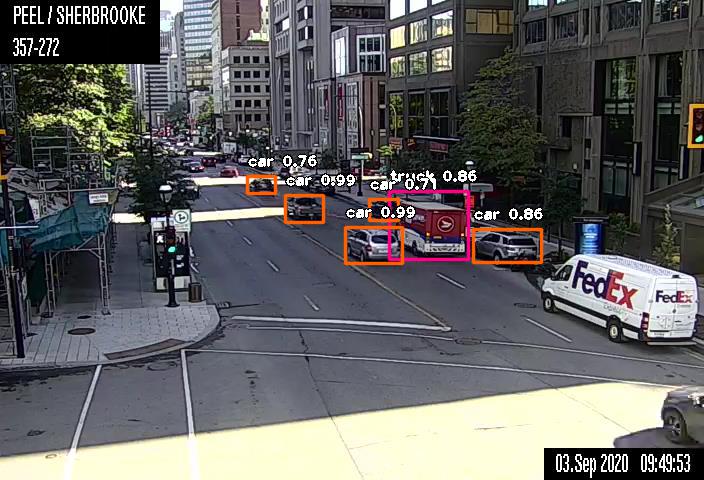 PEEL / SHERBROOKE
357-272
car 0.76
car 0.99
car 0.71
truck 0.86
car 0.99
car 0.86
FedEx
FedEx
03.Sep 2020 09:49:53